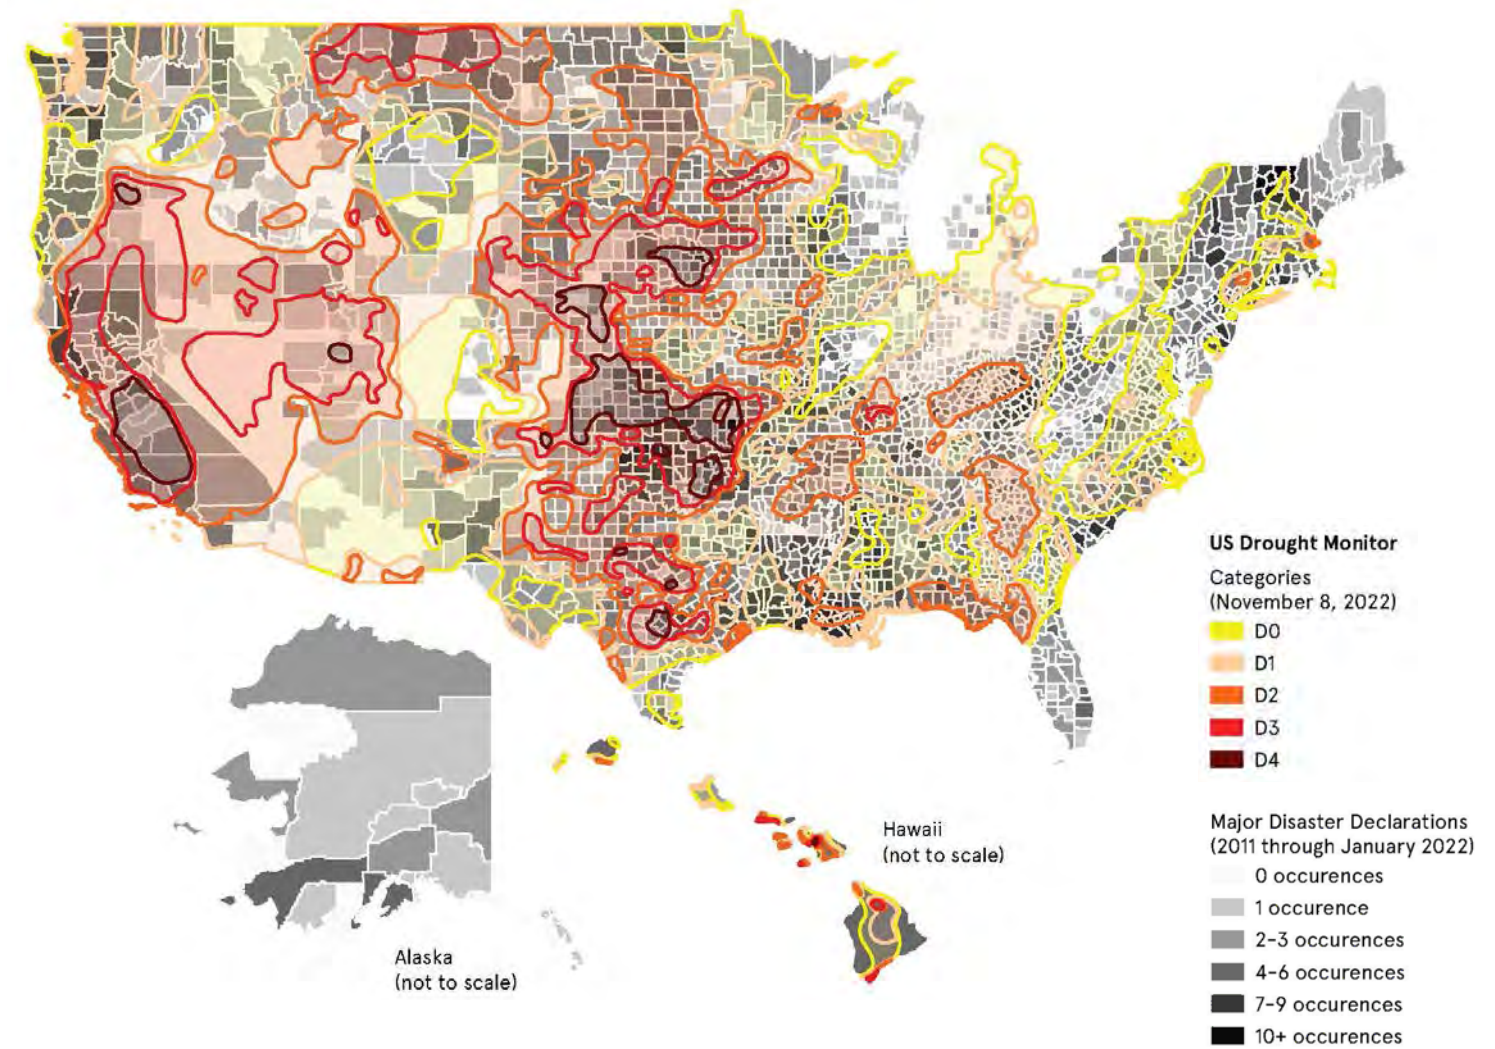 US Drought Monitor
Categories
(November 8, 2022)
D0
D1
D2
D3
D4
Major Disaster Declarations
(2011 through January 2022)
0 occurences
1 occurence
2-3 occurences
4-6 occurences
7-9 occurences
10+ occurences
Hawaii
(not to scale)
Alaska
(not to scale)